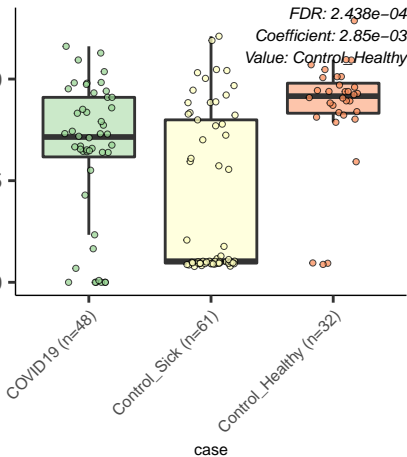 FDR: 2.438e−04
Coefficient: 2.85e−03
Value: Control_Healthy
COVID19 (n=48)
Control_Sick (n=61)
Control_Healthy (n=32)
case